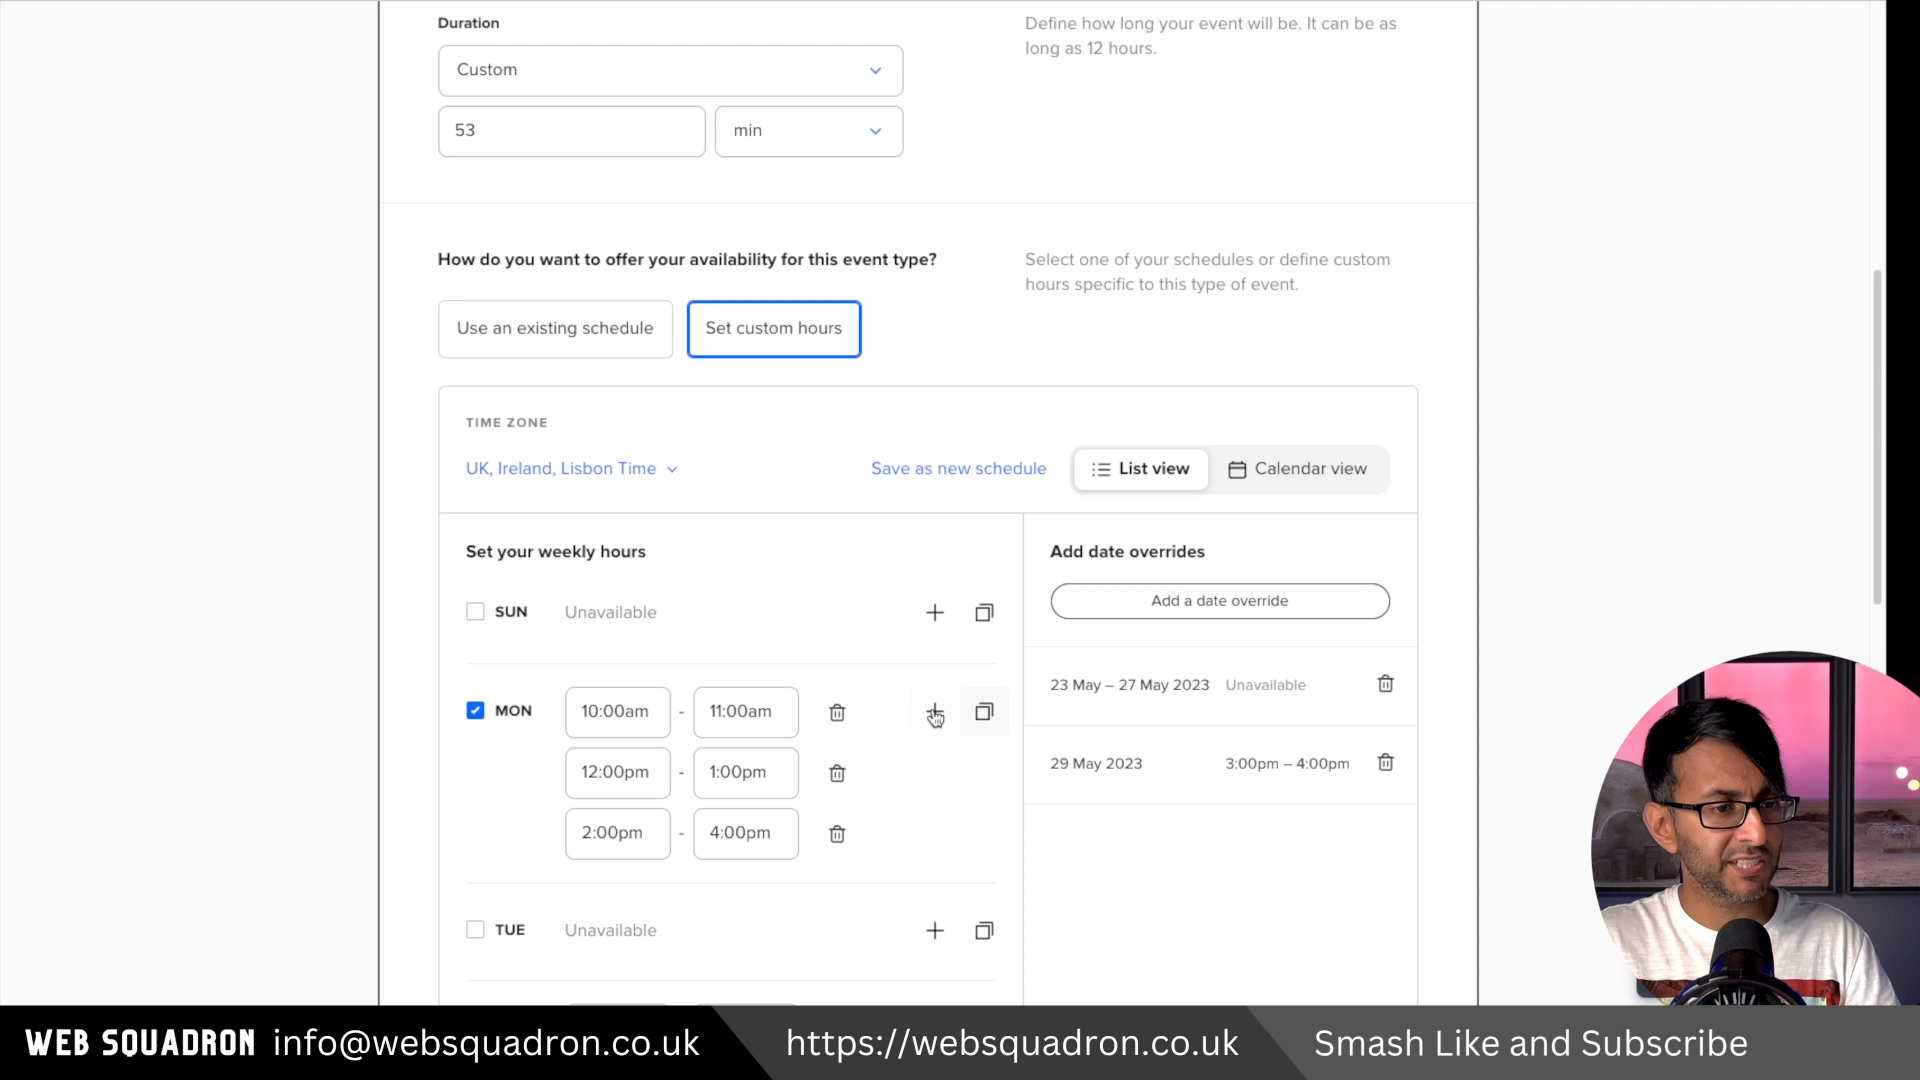 Duration
Define how long your event will be. It can be as
long as 12 hours.
Custom
53
min
How do you want to offer your availability for this event type?
Select one of your schedules or define custom
hours specific to this type of event.
Use an existing schedule
Set custom hours
TIME ZONE
UK, Ireland, Lisbon Time
Save as new schedule
List view
Calendar view
Set your weekly hours
Add date overrides
Add a date override
SUN Unavailable
23 May – 27 May 2023 Unavailable
MON 10:00am - 11:00am
29 May 2023 3:00pm – 4:00pm
12:00pm - 1:00pm
2:00pm - 4:00pm
TUE Unavailable
WEB SQUADRON info@websquadron.co.uk
https://websquadron.co.uk
Smash Like and Subscribe